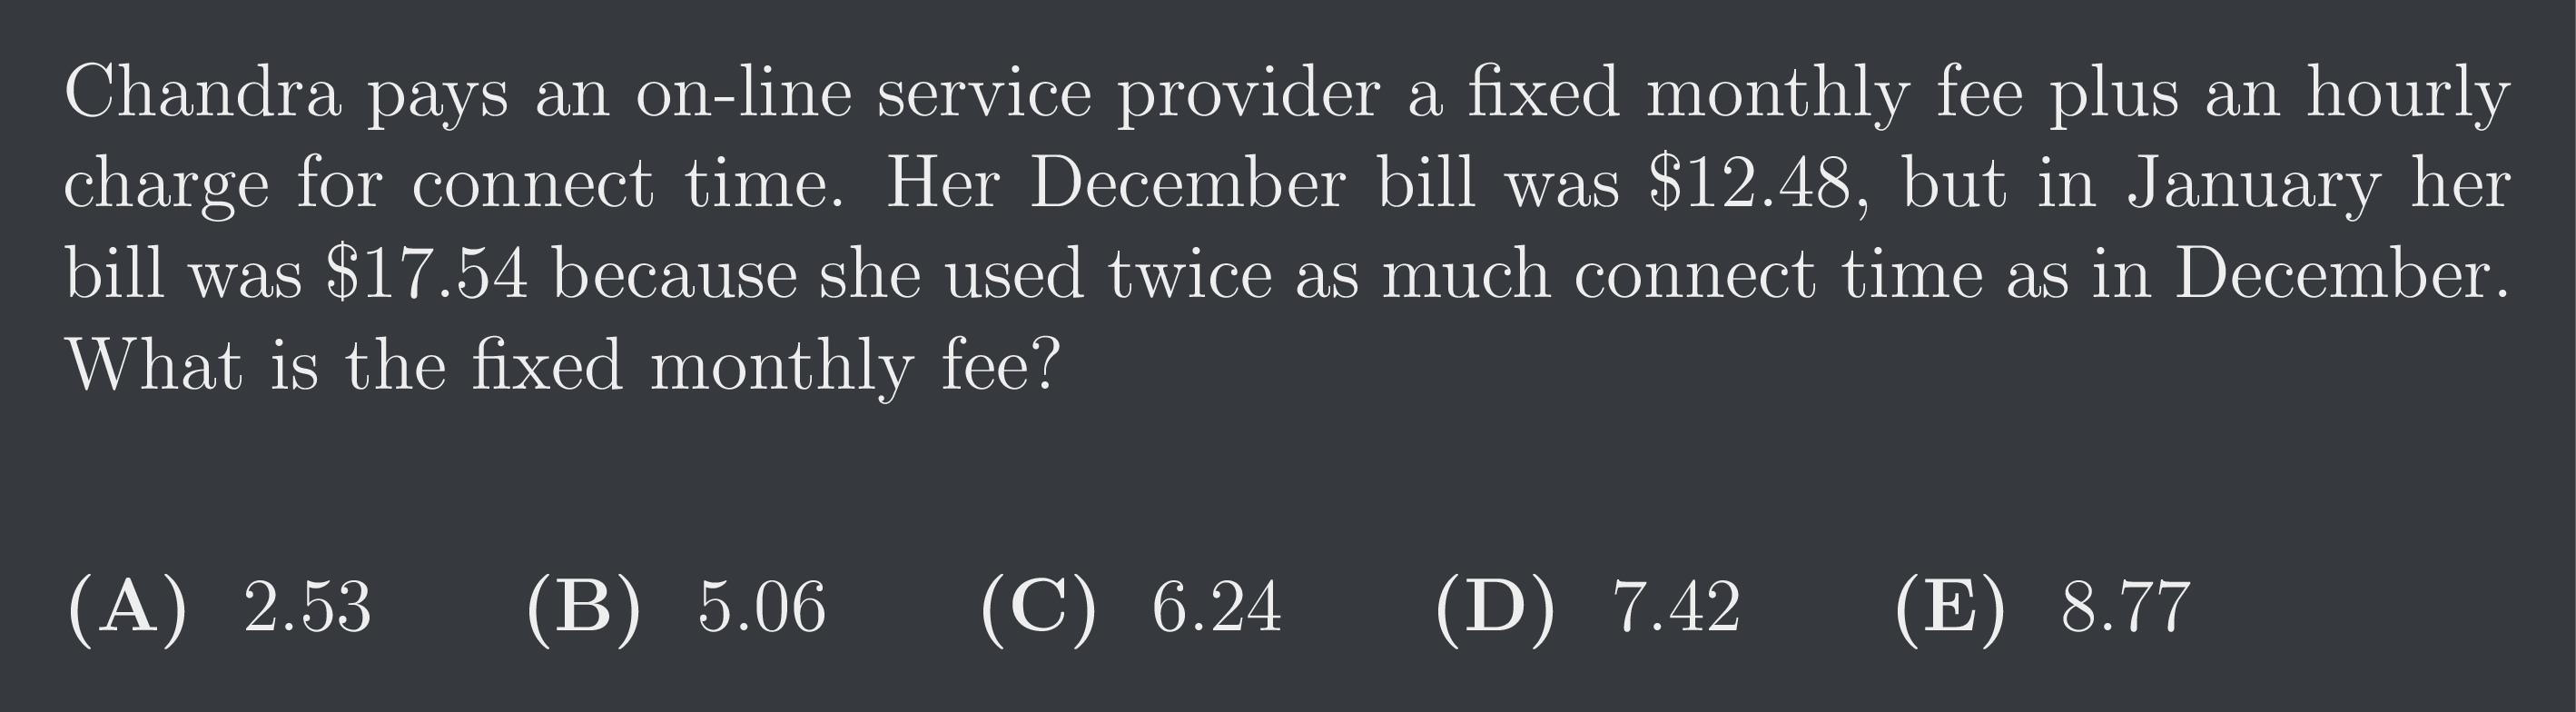 Chandra pays an on-line service provider a fixed monthly fee plus an hourly
charge for connect time. Her December bill was $12.48, but in January her
bill was $17.54 because she used twice as much connect time as in December.
What is the fixed monthly fee?
(A) 2.53 (B) 5.06 (C) 6.24 (D) 7.42 (E) 8.77